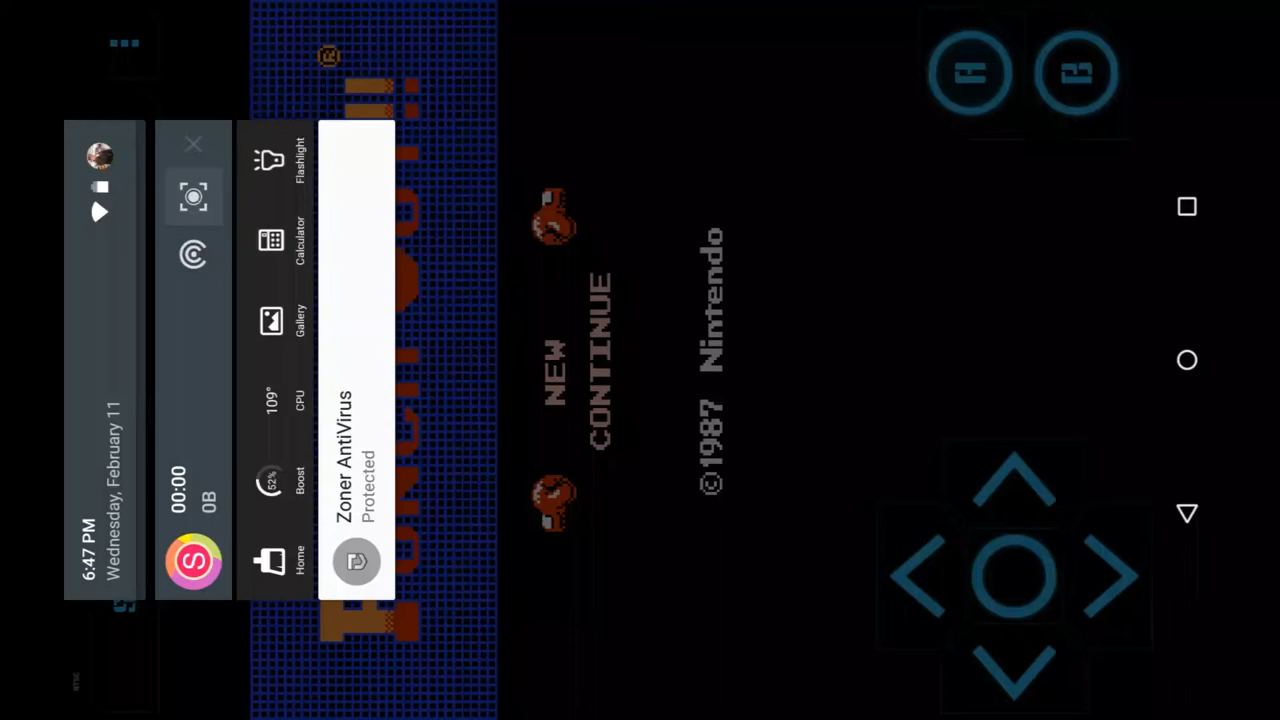 6:47 PM
Wednesday, February 11
00:00
0B
S
Home
52%
Boost
109°
CPU
Gallery
Calculator
Flashlight
Zoner AntiVirus
Protected
®
NEW
CONTINUE
©1987 Nintendo
A
B